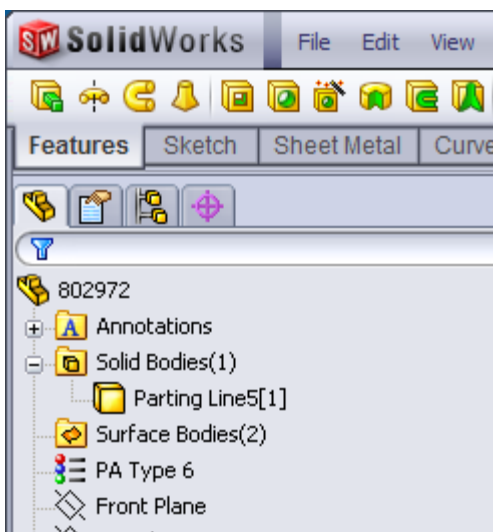 SolidWorks File Edit View
Features Sketch Sheet Metal Curve
802972
Annotations
Solid Bodies(1)
Parting Line5[1]
Surface Bodies(2)
PA Type 6
Front Plane